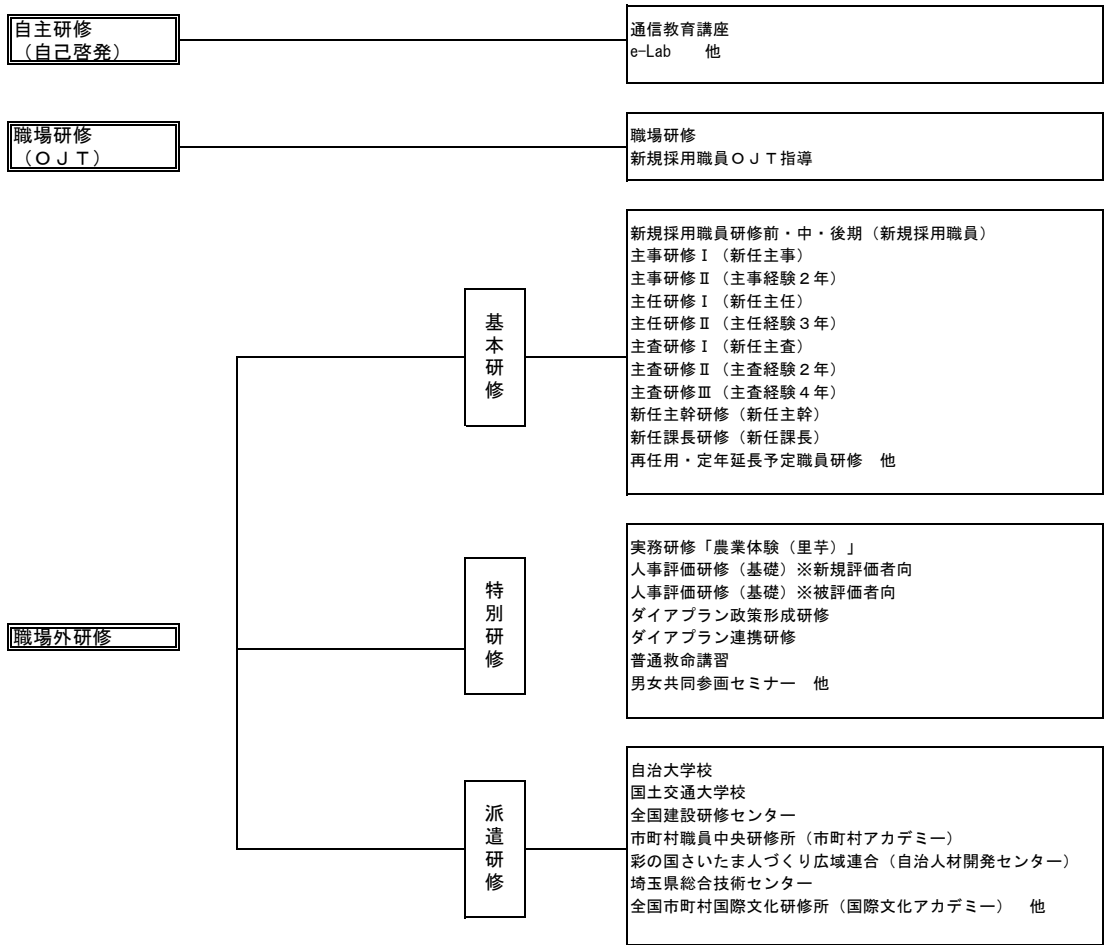 自主研修
（自己啓発）
通信教育講座
e-Lab　他
職場研修
（ＯＪＴ）
職場研修
新規採用職員ＯＪＴ指導
職場外研修
基本研修
新規採用職員研修前・中・後期（新規採用職員）
主事研修Ⅰ（新任主事）
主事研修Ⅱ（主事経験２年）
主任研修Ⅰ（新任主任）
主任研修Ⅱ（主任経験３年）
主査研修Ⅰ（新任主査）
主査研修Ⅱ（主査経験２年）
主査研修Ⅲ（主査経験４年）
新任主幹研修（新任主幹）
新任課長研修（新任課長）
再任用・定年延長予定職員研修　他
特別研修
実務研修「農業体験（里芋）」
人事評価研修（基礎）※新規評価者向
人事評価研修（基礎）※被評価者向
ダイアプラン政策形成研修
ダイアプラン連携研修
普通救命講習
男女共同参画セミナー　他
派遣研修
自治大学校
国土交通大学校
全国建設研修センター
市町村職員中央研修所（市町村アカデミー）
彩の国さいたま人づくり広域連合（自治人材開発センター）
埼玉県総合技術センター
全国市町村国際文化研修所（国際文化アカデミー）　他